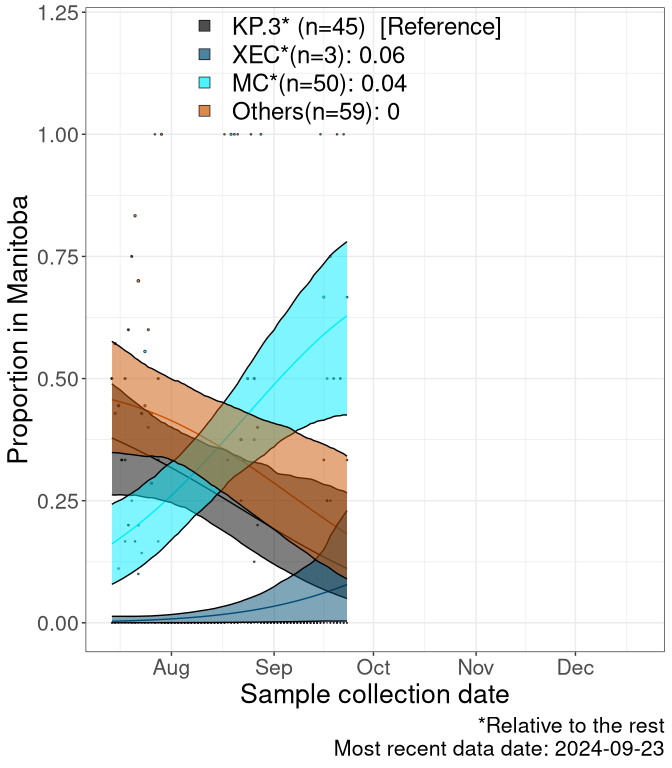 1.25
KP.3* (n=45)  [Reference]
XEC*(n=3): 0.06
MC*(n=50): 0.04
Others(n=59): 0
1.00
0.75
0.50
0.25
0.00
Proportion in Manitoba
Aug Sep Oct Nov Dec
Sample collection date
*Relative to the rest
Most recent data date: 2024-09-23